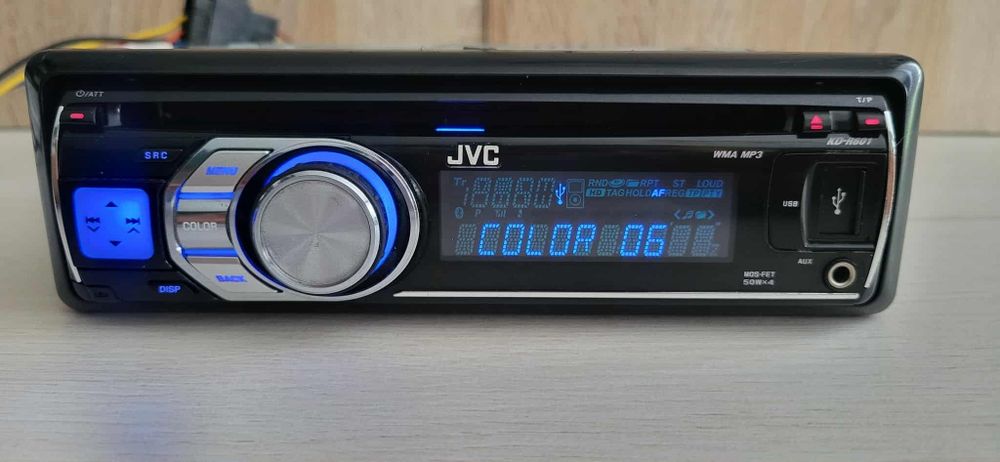 ⏻/ATT
T/P
KD-R601
SRC
MENU
JVC
WMA MP3
RND RPT ST LOUD
HD TAG HOLD AF REG TP PTY
Tr
USB
COLOR
COLOR 06
AUX
BACK
DISP
MOS-FET
50W×4